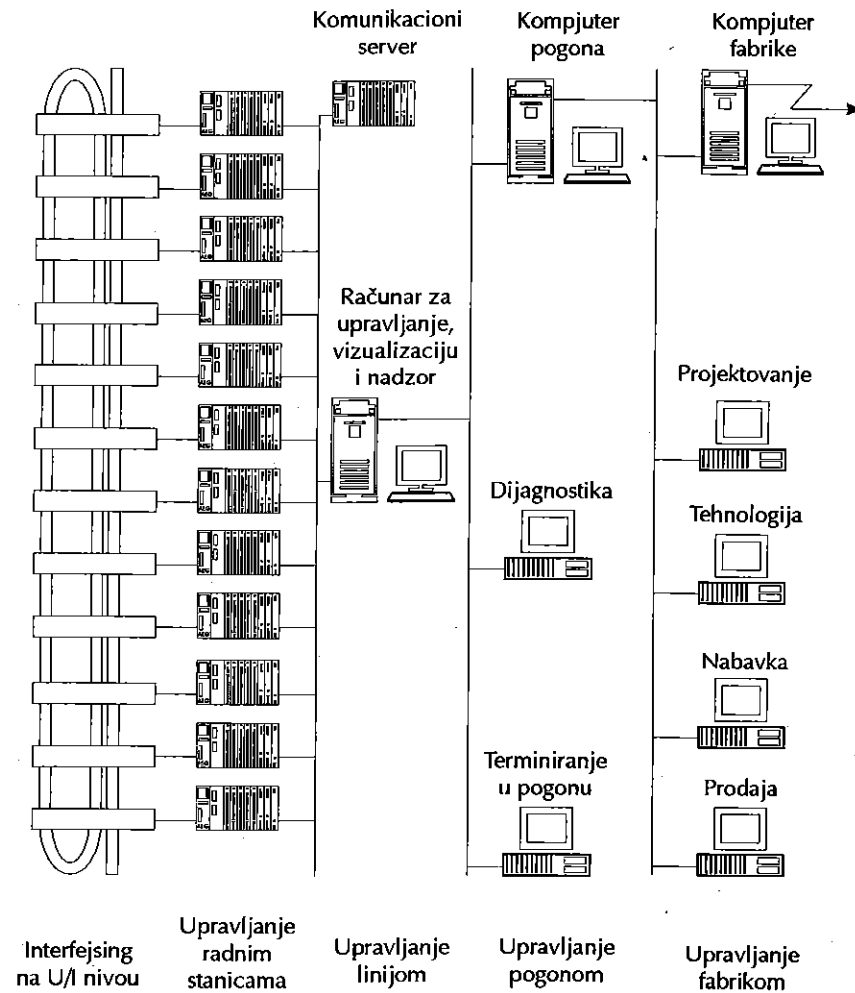 Komunikacioni
server
Kompjuter
pogona
Kompjuter
fabrike
Računar za
upravljanje,
vizualizaciju
i nadzor
Projektovanje
Dijagnostika
Tehnologija
Nabavka
Terminiranje
u pogonu
Prodaja
Interfejsing
na U/I nivou
Upravljanje
radnim
stanicama
Upravljanje
linijom
Upravljanje
pogonom
Upravljanje
fabrikom